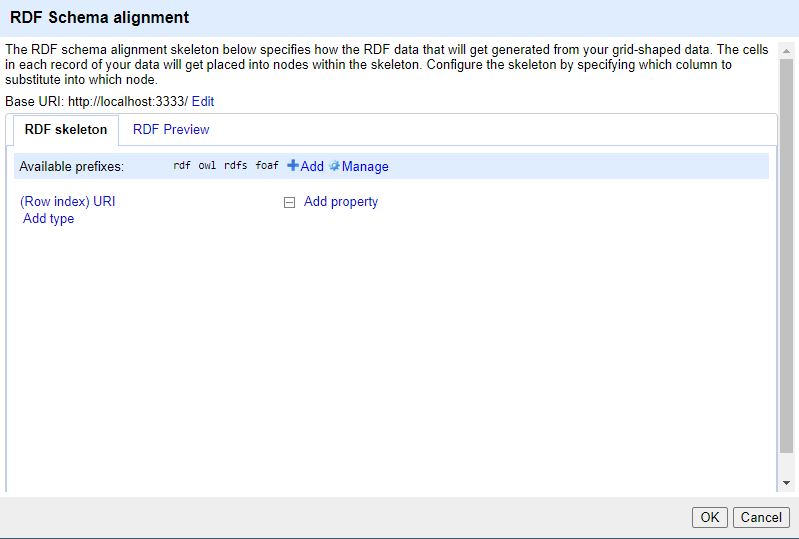 RDF Schema alignment
The RDF schema alignment skeleton below specifies how the RDF data that will get generated from your grid-shaped data. The cells
in each record of your data will get placed into nodes within the skeleton. Configure the skeleton by specifying which column to
substitute into which node.
Base URI: http://localhost:3333/ Edit
RDF skeleton RDF Preview
Available prefixes: rdf owl rdfs foaf Add Manage
(Row index) URI Add property
Add type
OK Cancel